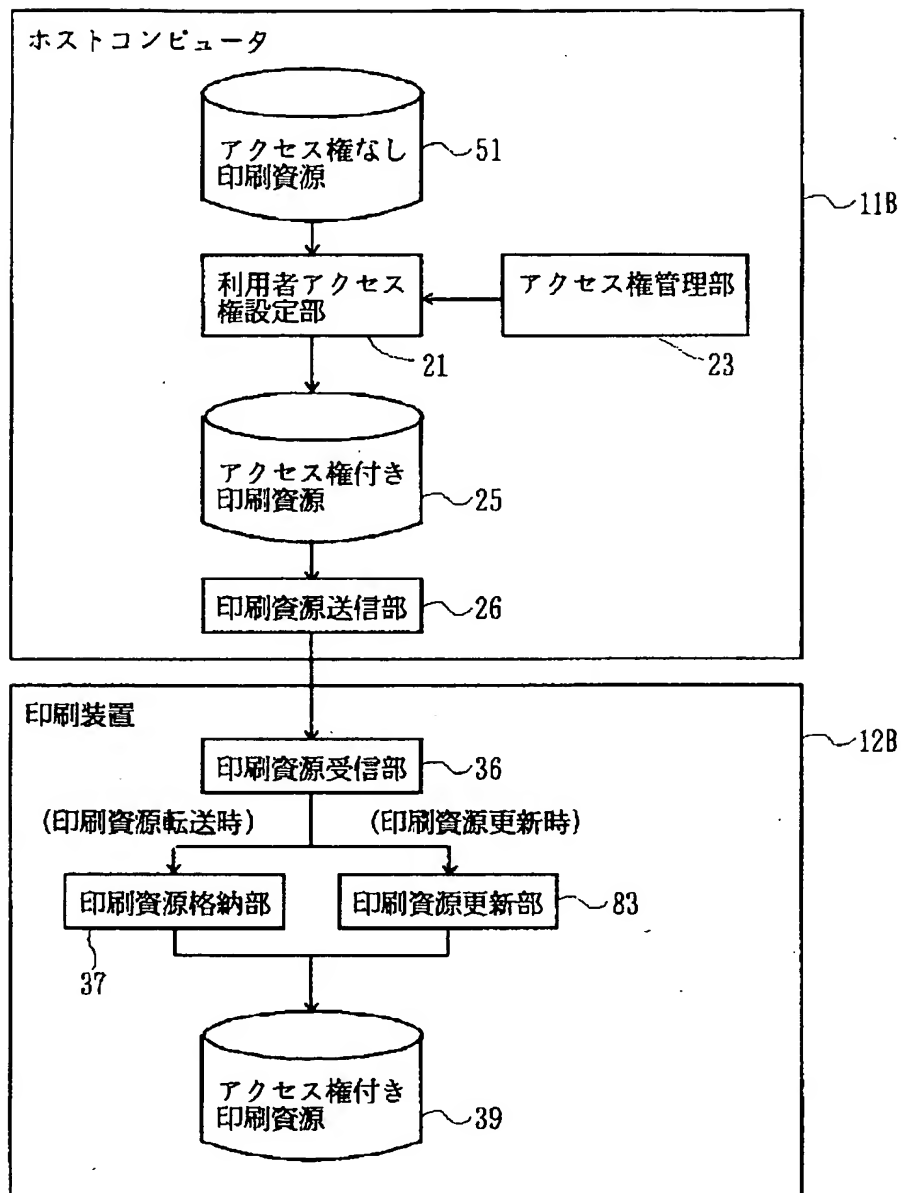 ホストコンピュータ
アクセス権なし
印刷資源
51
11B
利用者アクセス
権設定部
アクセス権管理部
21
23
アクセス権付き
印刷資源
25
印刷資源送信部
26
印刷装置
12B
印刷資源受信部
36
(印刷資源転送時)
(印刷資源更新時)
印刷資源格納部
印刷資源更新部
83
37
アクセス権付き
印刷資源
39